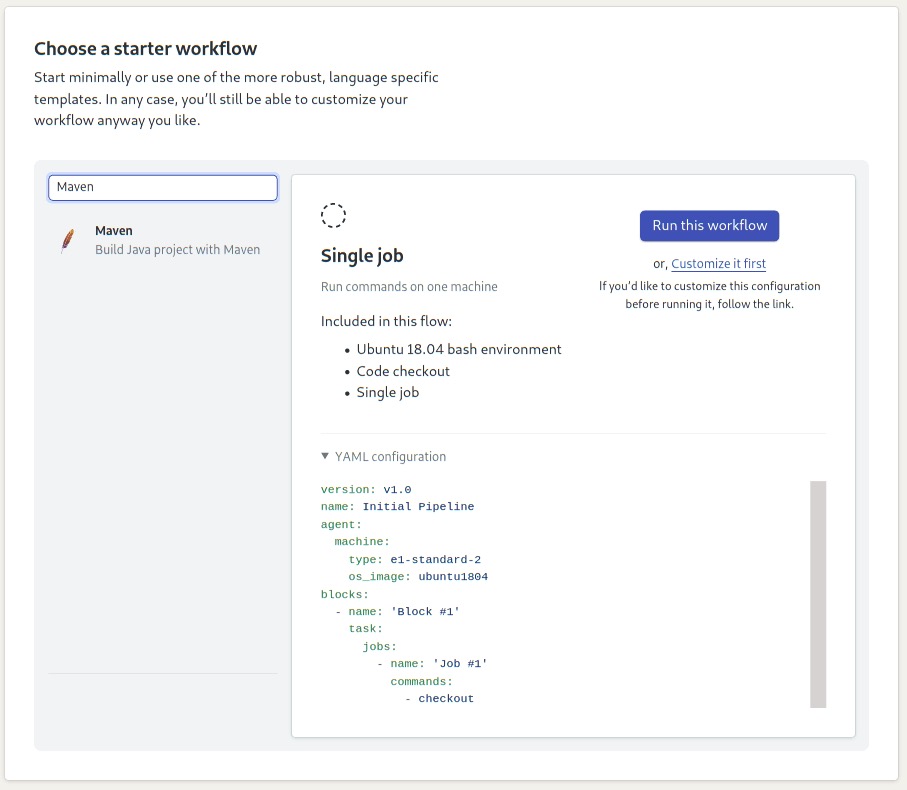 Choose a starter workflow
Start minimally or use one of the more robust, language specific
templates. In any case, you’ll still be able to customize your
workflow anyway you like.
Maven
Maven
Build Java project with Maven
Single job
Run commands on one machine
Included in this flow:
• Ubuntu 18.04 bash environment
• Code checkout
• Single job
Run this workflow
or, Customize it first
If you’d like to customize this configuration
before running it, follow the link.
▼ YAML configuration
version: v1.0
name: Initial Pipeline
agent:
  machine:
    type: e1-standard-2
    os_image: ubuntu1804
blocks:
  - name: 'Block #1'
    task:
      jobs:
        - name: 'Job #1'
          commands:
            - checkout